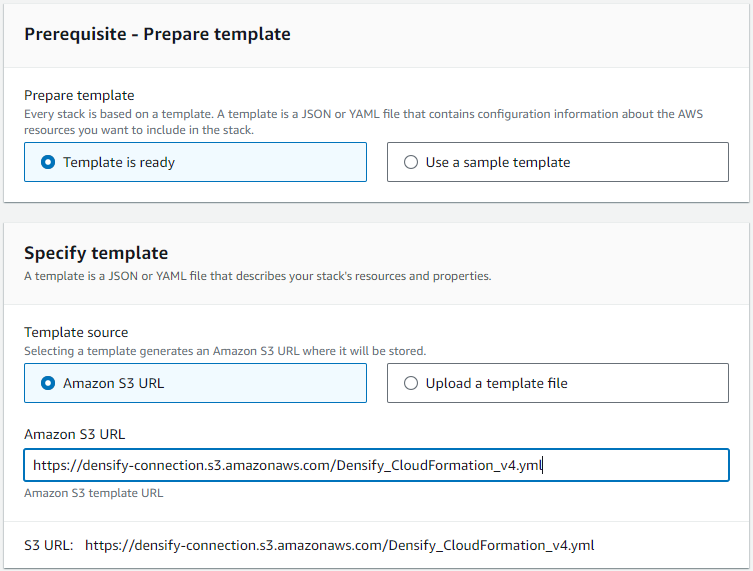 Prerequisite - Prepare template
Prepare template
Every stack is based on a template. A template is a JSON or YAML file that contains configuration information about the AWS
resources you want to include in the stack.
Template is ready
Use a sample template
Specify template
A template is a JSON or YAML file that describes your stack's resources and properties.
Template source
Selecting a template generates an Amazon S3 URL where it will be stored.
Amazon S3 URL
Upload a template file
Amazon S3 URL
https://densify-connection.s3.amazonaws.com/Densify_CloudFormation_v4.yml
Amazon S3 template URL
S3 URL: https://densify-connection.s3.amazonaws.com/Densify_CloudFormation_v4.yml